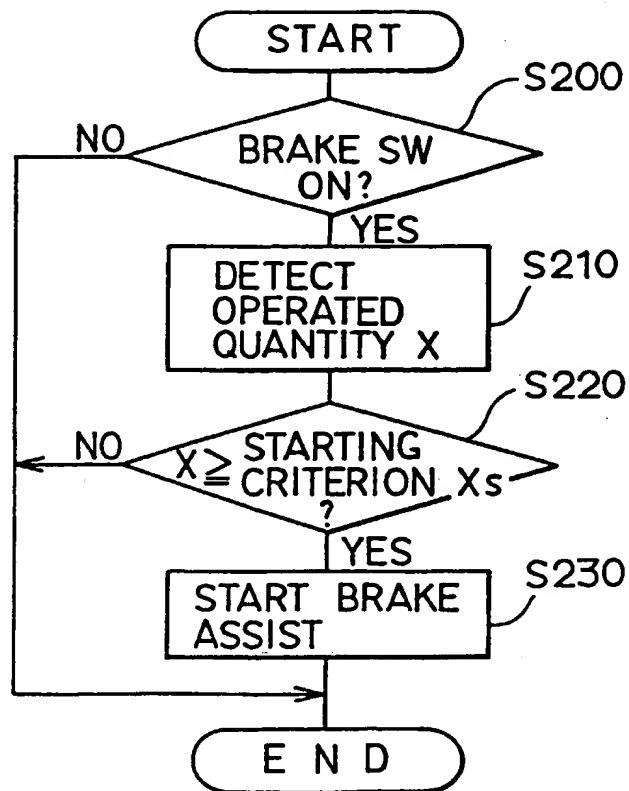 START
S200
NO
BRAKE SW
ON?
YES
S210
DETECT
OPERATED
QUANTITY X
S220
NO
X ≧ STARTING
CRITERION Xs
?
YES
S230
START BRAKE
ASSIST
END